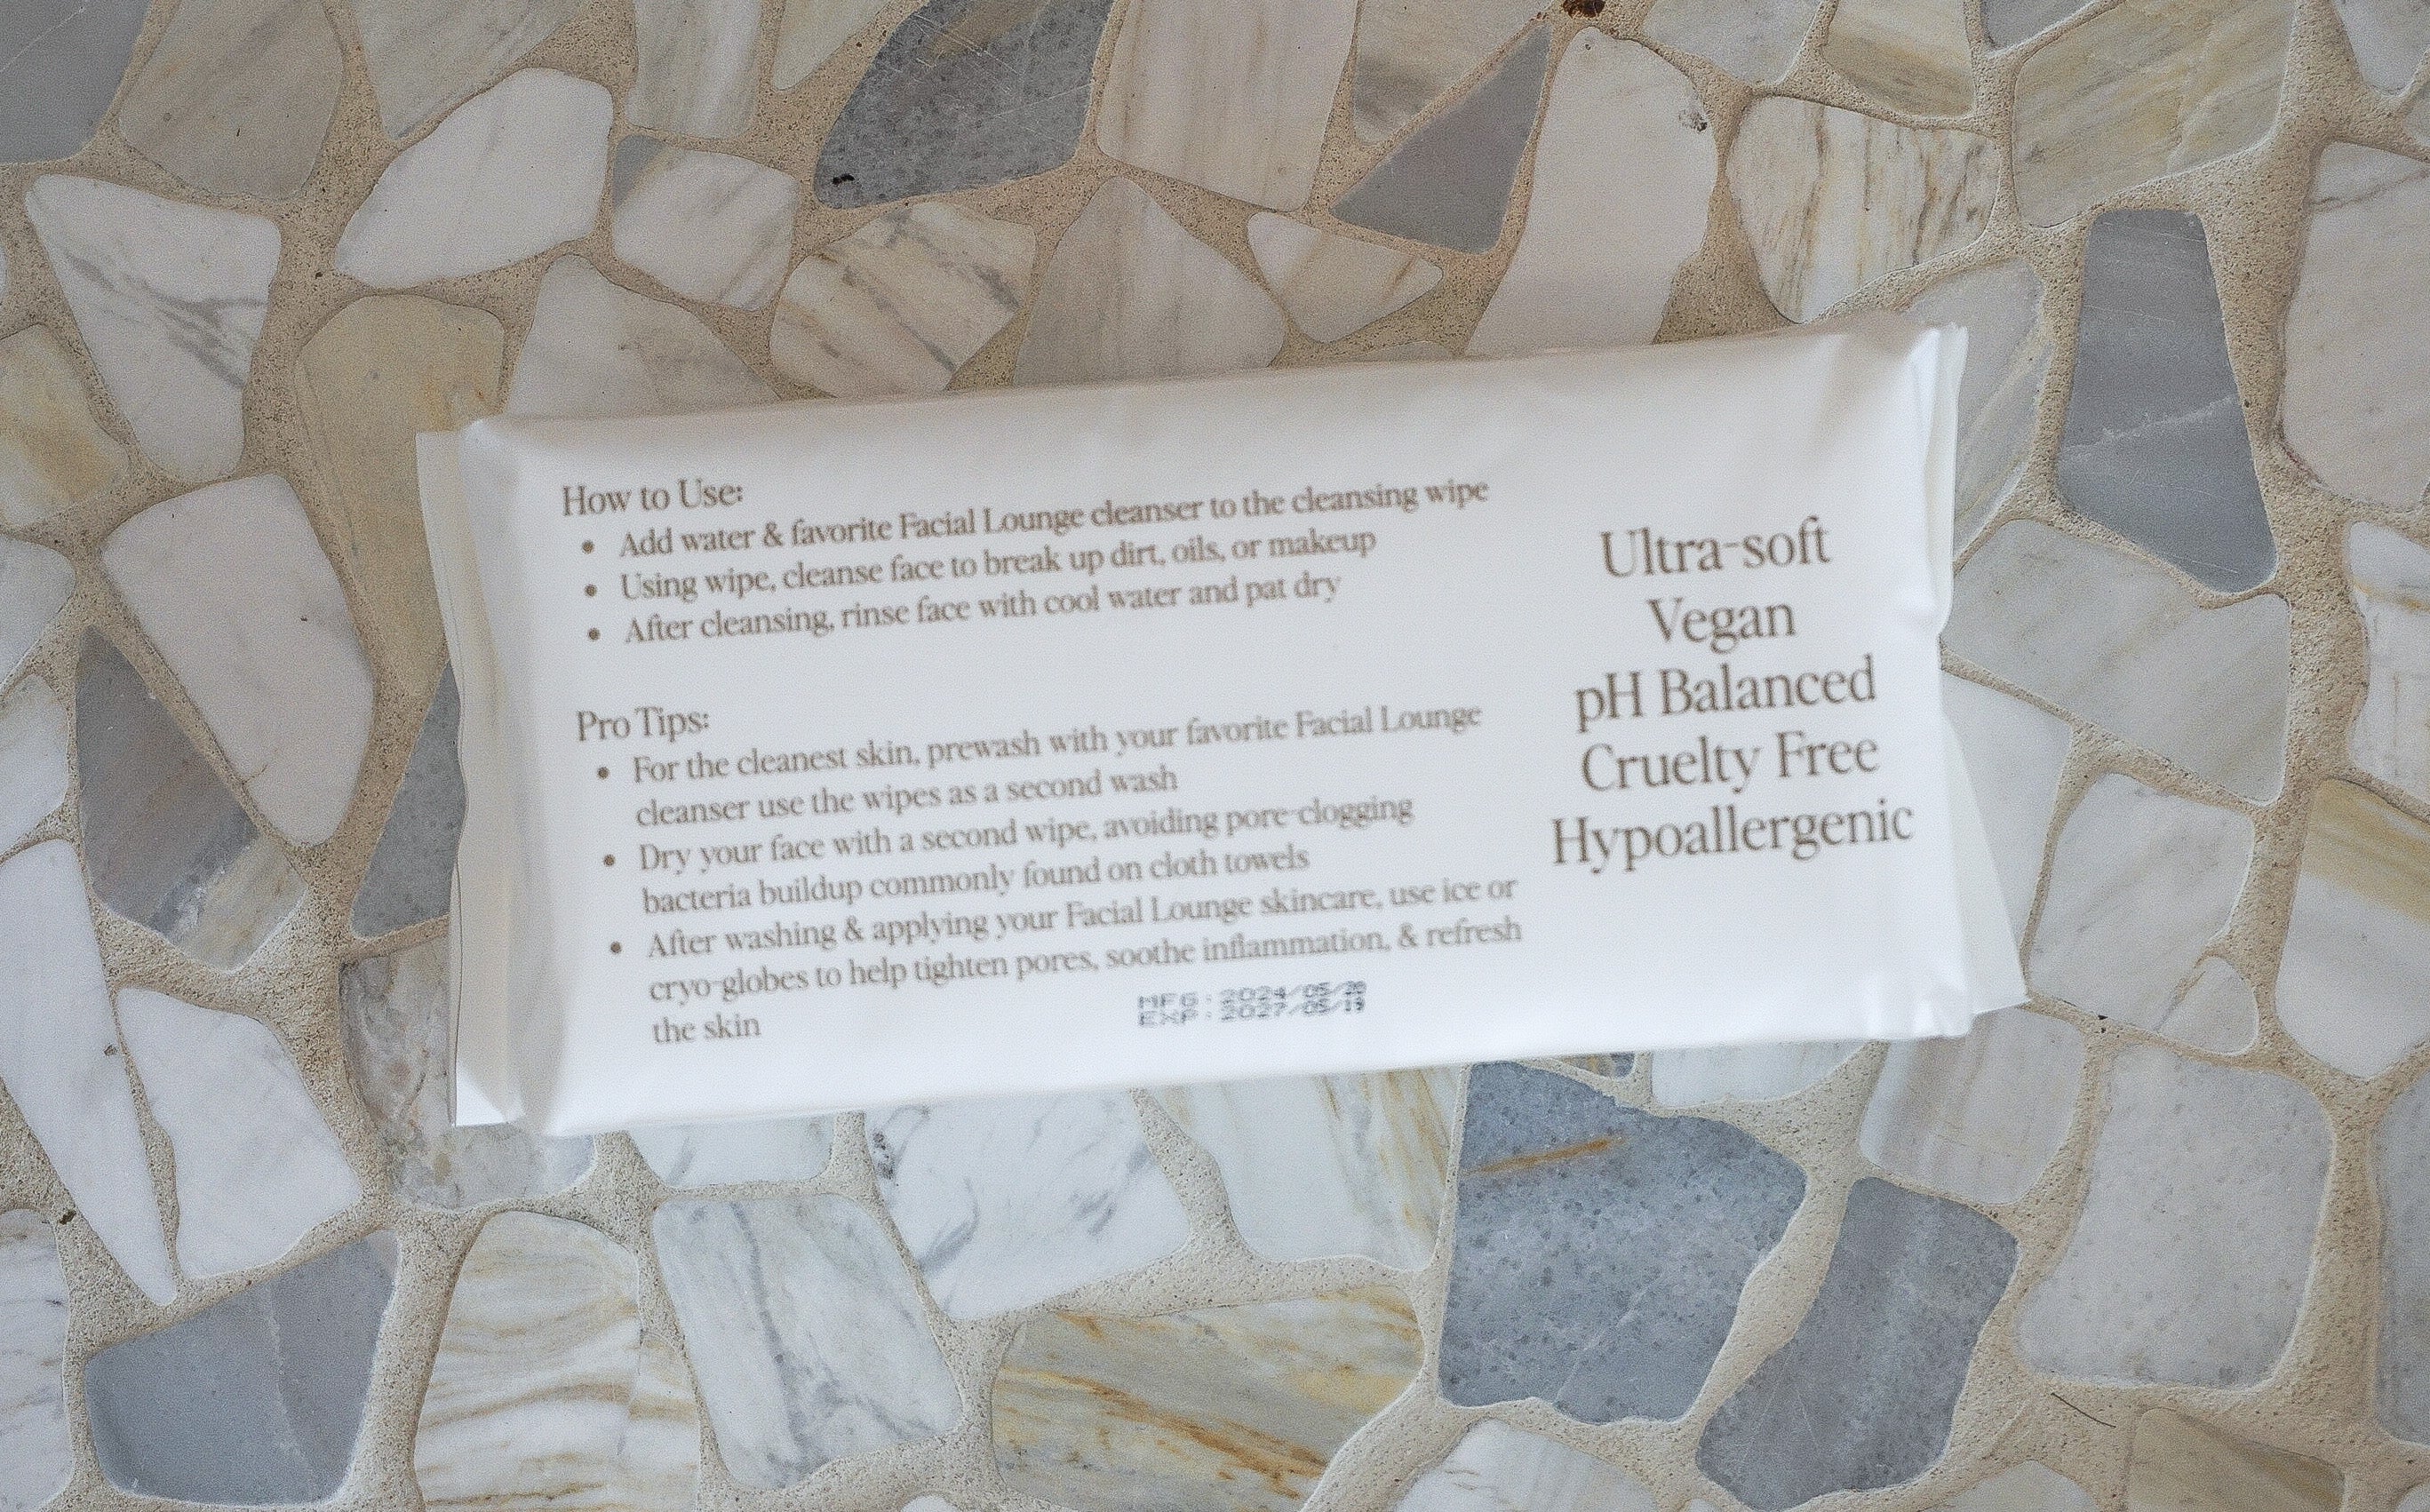 How to Use:
• Add water & favorite Facial Lounge cleanser to the cleansing wipe
• Using wipe, cleanse face to break up dirt, oils, or makeup
• After cleansing, rinse face with cool water and pat dry
Pro Tips:
• For the cleanest skin, prewash with your favorite Facial Lounge
cleanser use the wipes as a second wash
• Dry your face with a second wipe, avoiding pore-clogging
bacteria buildup commonly found on cloth towels
• After washing & applying your Facial Lounge skincare, use ice or
cryo-globes to help tighten pores, soothe inflammation, & refresh
the skin
MFG: 2024/05/20
EXP: 2027/05/19
Ultra-soft
Vegan
pH Balanced
Cruelty Free
Hypoallergenic